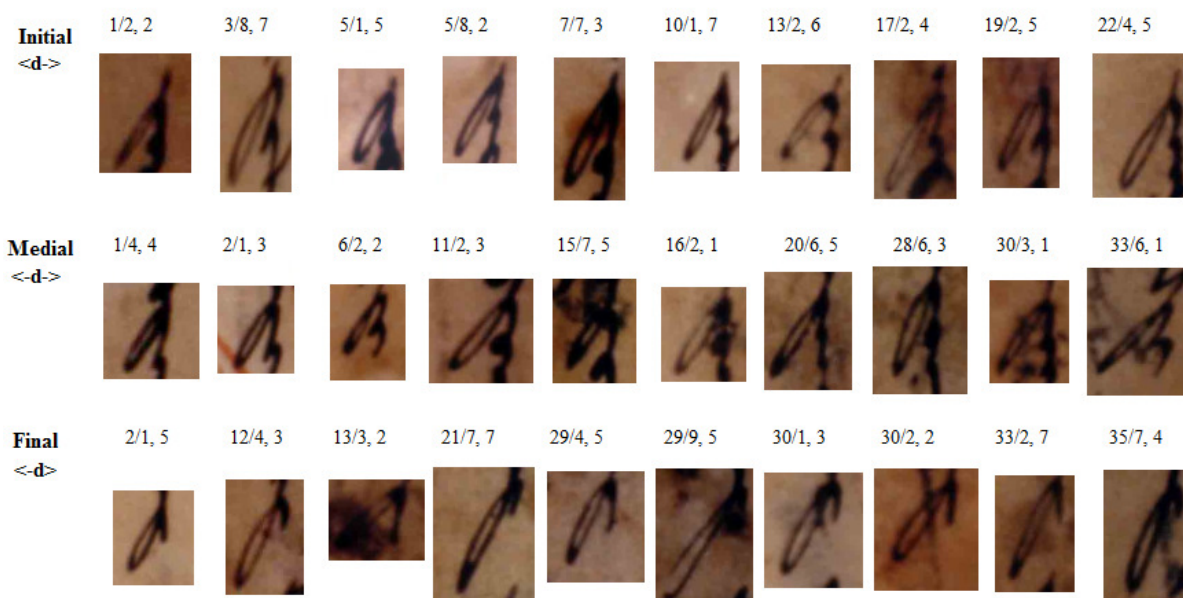 Initial 1/2, 2 3/8, 7 5/1, 5 5/8, 2 7/7, 3 10/1, 7 13/2, 6 17/2, 4 19/2, 5 22/4, 5
<d->
Medial 1/4, 4 2/1, 3 6/2, 2 11/2, 3 15/7, 5 16/2, 1 20/6, 5 28/6, 3 30/3, 1 33/6, 1
<-d->
Final 2/1, 5 12/4, 3 13/3, 2 21/7, 7 29/4, 5 29/9, 5 30/1, 3 30/2, 2 33/2, 7 35/7, 4
<-d>